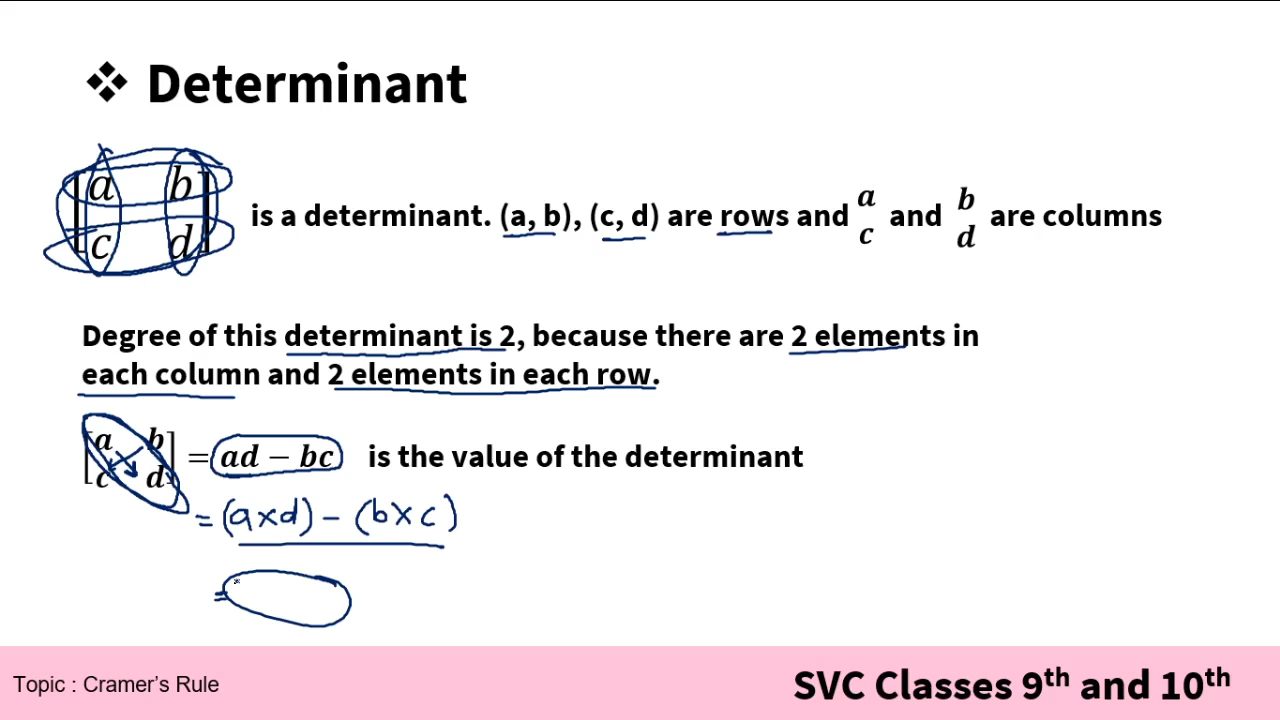 ❖ Determinant
[a b
c d] is a determinant. (a, b), (c, d) are rows and a
c and b
d are columns
Degree of this determinant is 2, because there are 2 elements in
each column and 2 elements in each row.
[a b
c d] = ad − bc is the value of the determinant
= (a×d) − (b×c)
=
Topic : Cramer's Rule
SVC Classes 9th and 10th